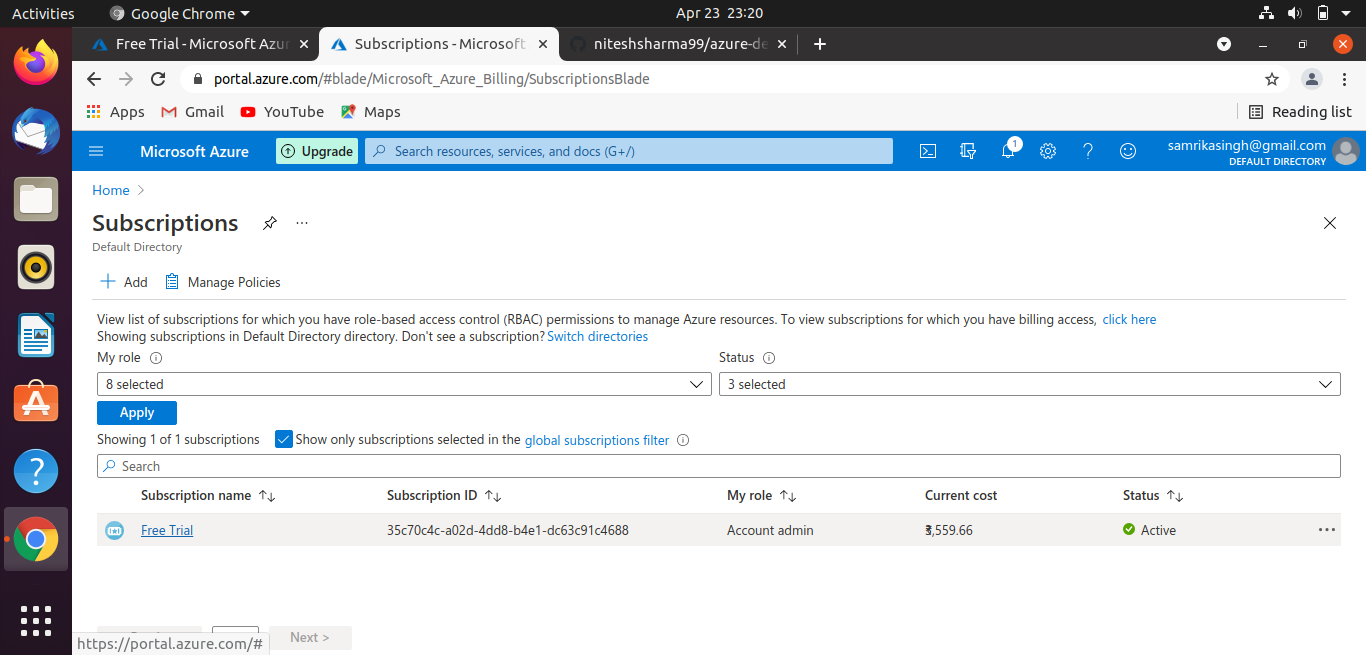 Activities Google Chrome Apr 23 23:20
Free Trial - Microsoft Azur Subscriptions - Microsoft niteshsharma99/azure-de
portal.azure.com/#blade/Microsoft_Azure_Billing/SubscriptionsBlade
Apps Gmail YouTube Maps Reading list
Microsoft Azure Upgrade Search resources, services, and docs (G+/) 1 samrikasingh@gmail.com
DEFAULT DIRECTORY
Home
Subscriptions ...
Default Directory
Add Manage Policies
View list of subscriptions for which you have role-based access control (RBAC) permissions to manage Azure resources. To view subscriptions for which you have billing access, click here
Showing subscriptions in Default Directory directory. Don't see a subscription? Switch directories
My role Status
8 selected 3 selected
Apply
Showing 1 of 1 subscriptions Show only subscriptions selected in the global subscriptions filter
Search
Subscription name Subscription ID My role Current cost Status
Free Trial 35c70c4c-a02d-4dd8-b4e1-dc63c91c4688 Account admin ,559.66 Active ...
Next >
https://portal.azure.com/#